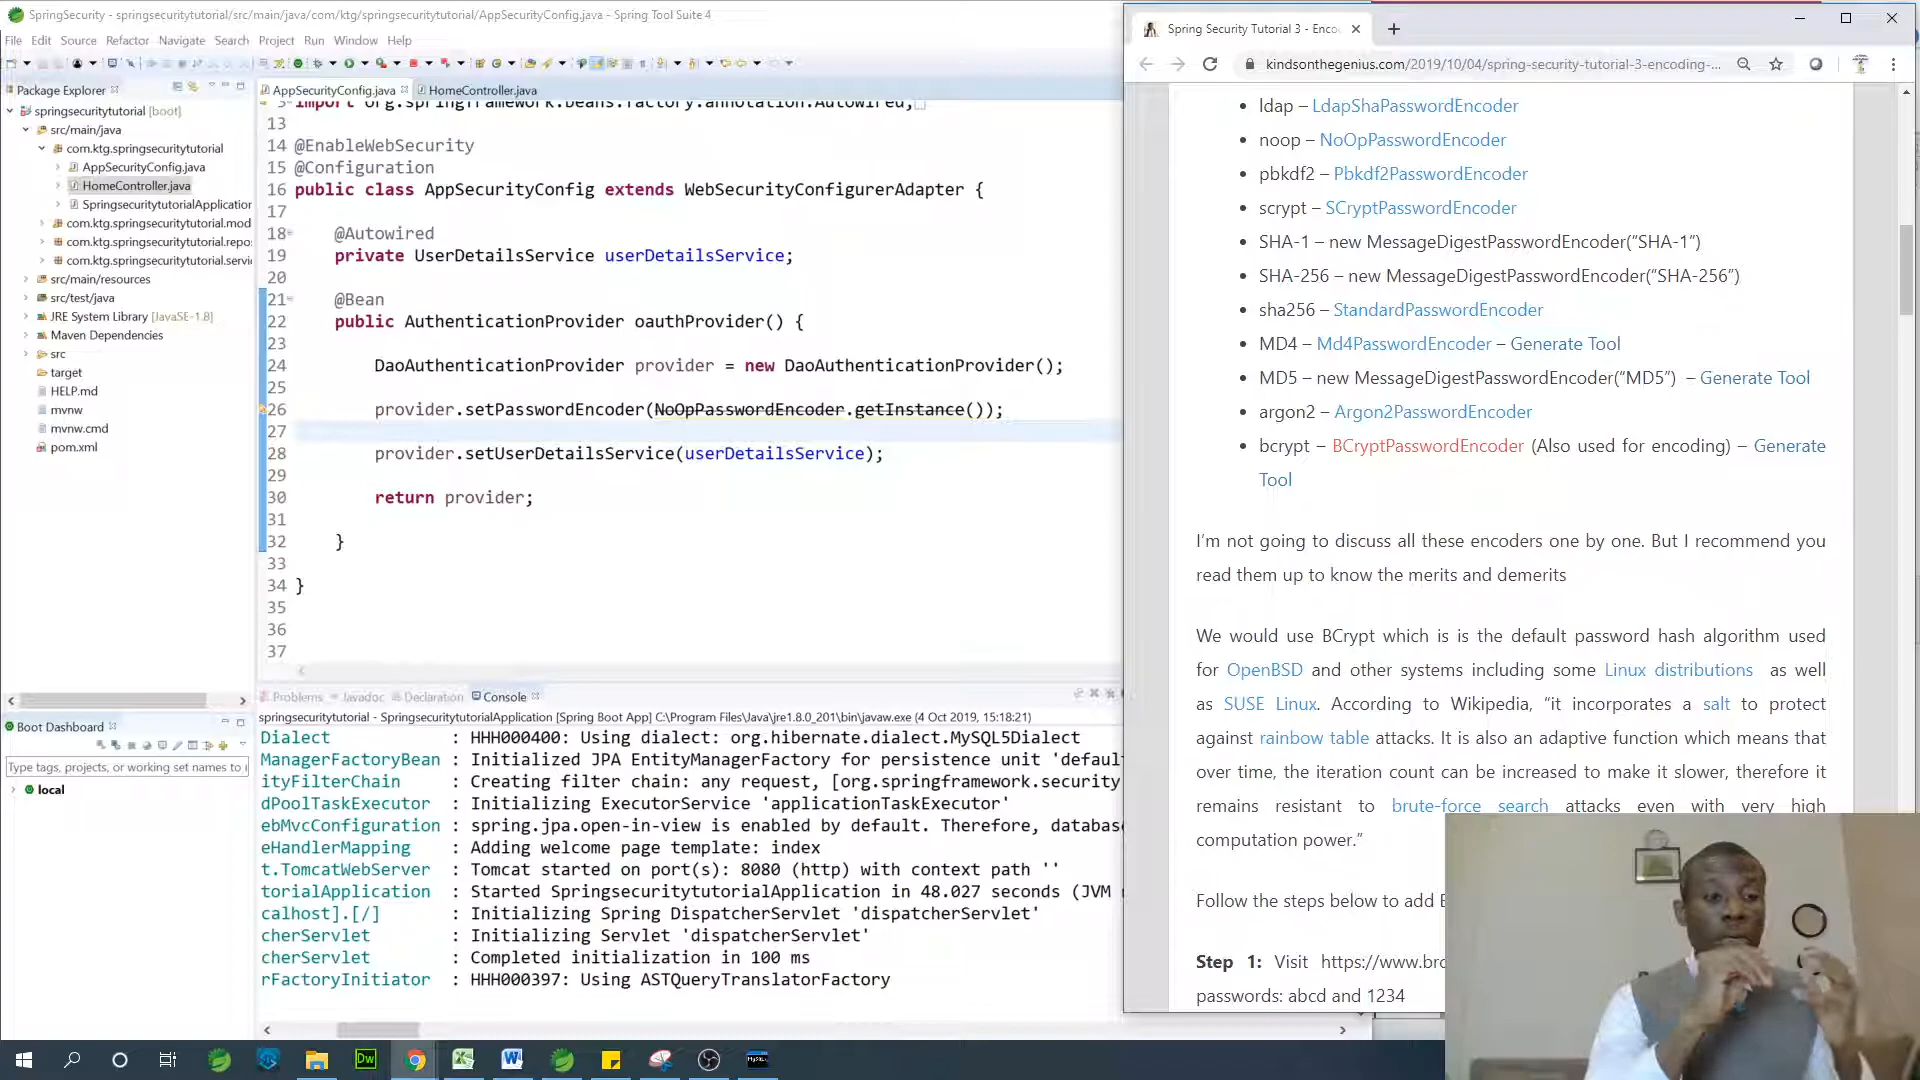 SpringSecurity - springsecuritytutorial/src/main/java/com/ktg/springsecuritytutorial/AppSecurityConfig.java - Spring Tool Suite 4
File Edit Source Refactor Navigate Search Project Run Window Help
Package Explorer
springsecuritytutorial [boot]
src/main/java
com.ktg.springsecuritytutorial
AppSecurityConfig.java
HomeController.java
SpringsecuritytutorialApplication
com.ktg.springsecuritytutorial.mod
com.ktg.springsecuritytutorial.repo
com.ktg.springsecuritytutorial.servi
src/main/resources
src/test/java
JRE System Library [JavaSE-1.8]
Maven Dependencies
src
target
HELP.md
mvnw
mvnw.cmd
pom.xml
Boot Dashboard
Type tags, projects, or working set names to
local
AppSecurityConfig.java HomeController.java
import org.springframework.beans.factory.annotation.Autowired;
13
14 @EnableWebSecurity
15 @Configuration
16 public class AppSecurityConfig extends WebSecurityConfigurerAdapter {
17
18 @Autowired
19 private UserDetailsService userDetailsService;
20
21 @Bean
22 public AuthenticationProvider oauthProvider() {
23
24 DaoAuthenticationProvider provider = new DaoAuthenticationProvider();
25
26 provider.setPasswordEncoder(NoOpPasswordEncoder.getInstance());
27
28 provider.setUserDetailsService(userDetailsService);
29
30 return provider;
31
32 }
33
34 }
35
36
37
Problems Javadoc Declaration Console
springsecuritytutorial - SpringsecuritytutorialApplication [Spring Boot App] C:\Program Files\Java\jre1.8.0_201\bin\javaw.exe (4 Oct 2019, 15:18:21)
Dialect : HHH000400: Using dialect: org.hibernate.dialect.MySQL5Dialect
ManagerFactoryBean : Initialized JPA EntityManagerFactory for persistence unit 'defaul
ityFilterChain : Creating filter chain: any request, [org.springframework.security
dPoolTaskExecutor : Initializing ExecutorService 'applicationTaskExecutor'
ebMvcConfiguration : spring.jpa.open-in-view is enabled by default. Therefore, databas
eHandlerMapping : Adding welcome page template: index
t.TomcatWebServer : Tomcat started on port(s): 8080 (http) with context path ''
torialApplication : Started SpringsecuritytutorialApplication in 48.027 seconds (JVM
calhost].[/] : Initializing Spring DispatcherServlet 'dispatcherServlet'
cherServlet : Initializing Servlet 'dispatcherServlet'
cherServlet : Completed initialization in 100 ms
rFactoryInitiator : HHH000397: Using ASTQueryTranslatorFactory
Spring Security Tutorial 3 - Enco
kindsonthegenius.com/2019/10/04/spring-security-tutorial-3-encoding-...
ldap – LdapShaPasswordEncoder
noop – NoOpPasswordEncoder
pbkdf2 – Pbkdf2PasswordEncoder
scrypt – SCryptPasswordEncoder
SHA-1 – new MessageDigestPasswordEncoder("SHA-1")
SHA-256 – new MessageDigestPasswordEncoder("SHA-256")
sha256 – StandardPasswordEncoder
MD4 – Md4PasswordEncoder – Generate Tool
MD5 – new MessageDigestPasswordEncoder("MD5") – Generate Tool
argon2 – Argon2PasswordEncoder
bcrypt – BCryptPasswordEncoder (Also used for encoding) – Generate
Tool
I'm not going to discuss all these encoders one by one. But I recommend you
read them up to know the merits and demerits
We would use BCrypt which is is the default password hash algorithm used
for OpenBSD and other systems including some Linux distributions as well
as SUSE Linux. According to Wikipedia, "it incorporates a salt to protect
against rainbow table attacks. It is also an adaptive function which means that
over time, the iteration count can be increased to make it slower, therefore it
remains resistant to brute-force search attacks even with very high
computation power."
Follow the steps below to add
Step 1: Visit https://www.bro
passwords: abcd and 1234
Dw